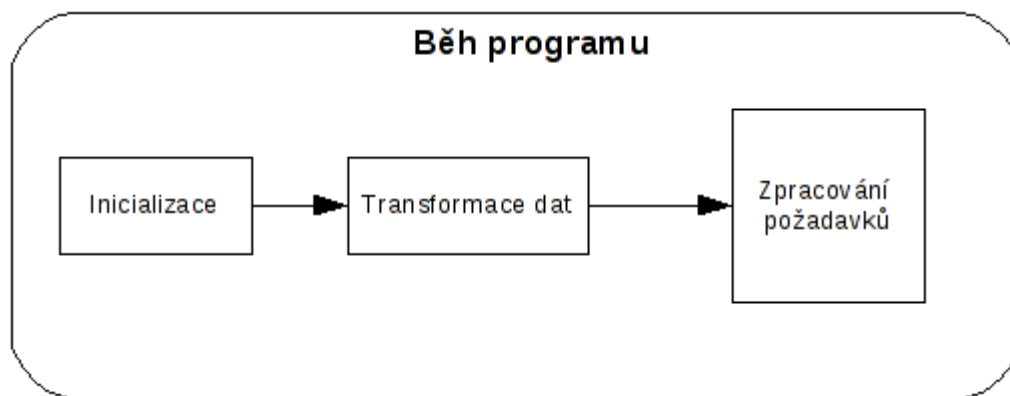 Běh programu
Inicializace
Transformace dat
Zpracování
požadavků